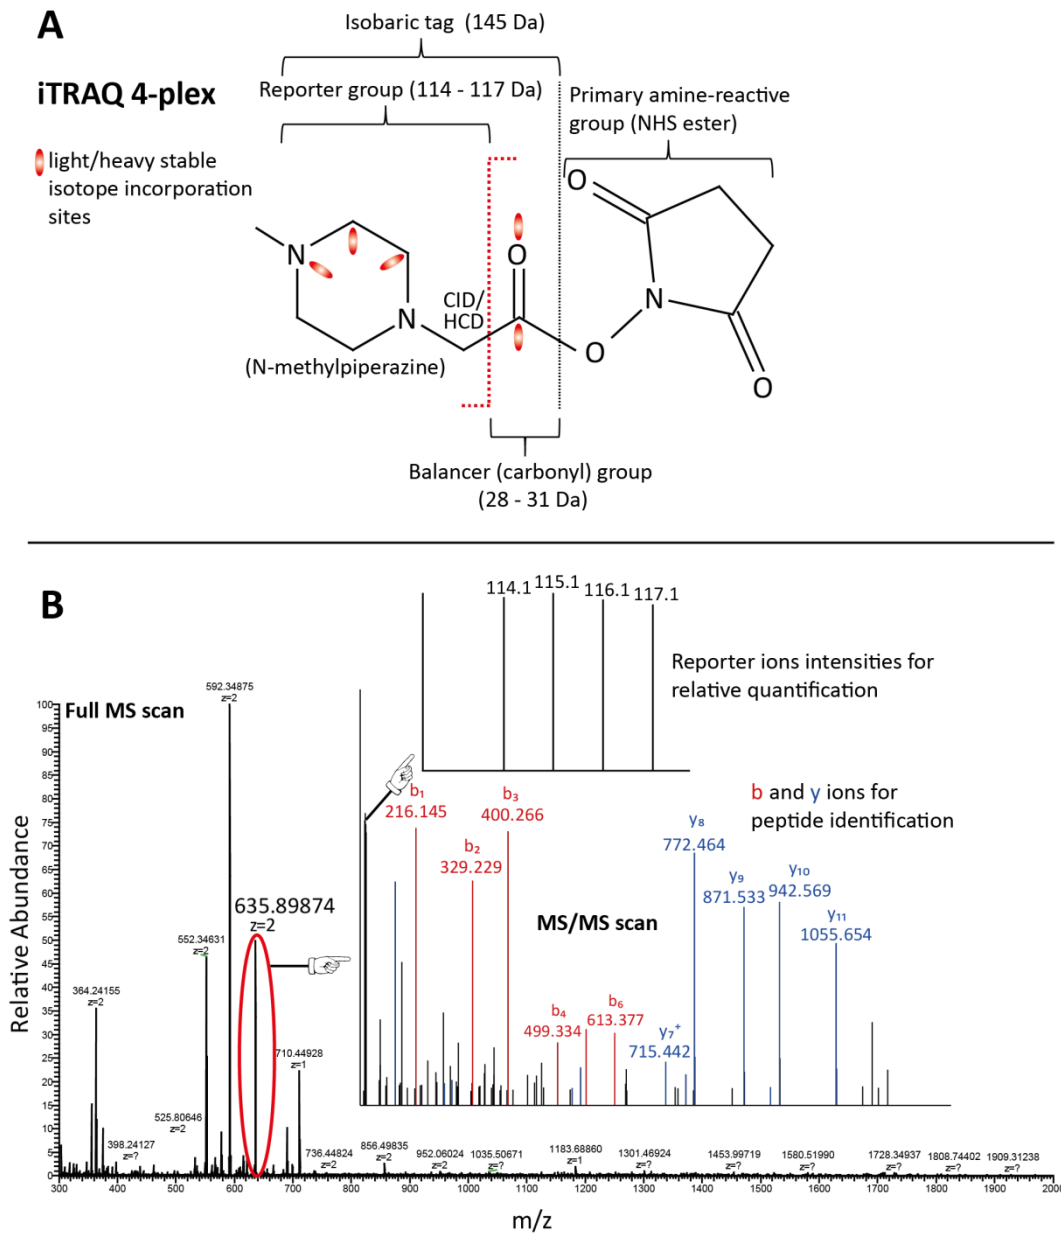 A
iTRAQ 4-plex
light/heavy stable
isotope incorporation
sites
Isobaric tag (145 Da)
Reporter group (114 - 117 Da)
Primary amine-reactive
group (NHS ester)
O
O
N
N
CID/
HCD
N
O
O
(N-methylpiperazine)
Balancer (carbonyl) group
(28 - 31 Da)
B
114.1
115.1
116.1
117.1
Reporter ions intensities for
relative quantification
Full MS scan
592.34875
z=2
b₁
216.145
b₃
400.266
b and y ions for
peptide identification
b₂
329.229
y₈
772.464
y₉
871.533
y₁₀
942.569
y₁₁
1055.654
MS/MS scan
635.89874
z=2
552.34631
z=2
364.24155
z=2
b₄
499.334
b₆
613.377
y₇⁺
715.442
710.44928
z=1
525.80646
z=2
398.24127
z=?
736.44824
z=2
856.49835
z=2
952.06024
z=2
1035.50671
z=?
1183.68860
z=1
1301.46924
z=?
1453.99719
z=?
1580.51990
z=?
1728.34937
z=?
1808.74402
z=?
1909.31238
z=?
Relative Abundance
100
95
90
85
80
75
70
65
60
55
50
45
40
35
30
25
20
15
10
5
0
300
400
500
600
700
800
900
1000
1100
1200
1300
1400
1500
1600
1700
1800
1900
2000
m/z